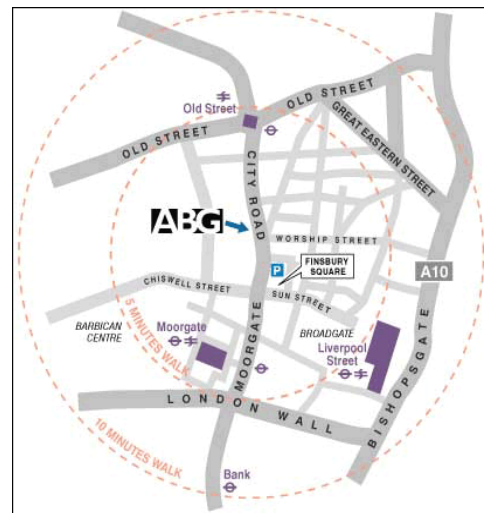 Old Street
OLD STREET
OLD STREET
GREAT EASTERN STREET
CITY ROAD
ABG
WORSHIP STREET
P
FINSBURY
SQUARE
A10
CHISWELL STREET
SUN STREET
5 MINUTES WALK
BARBICAN
CENTRE
Moorgate
MOORGATE
BROADGATE
Liverpool
Street
BISHOPSGATE
LONDON WALL
10 MINUTES WALK
Bank